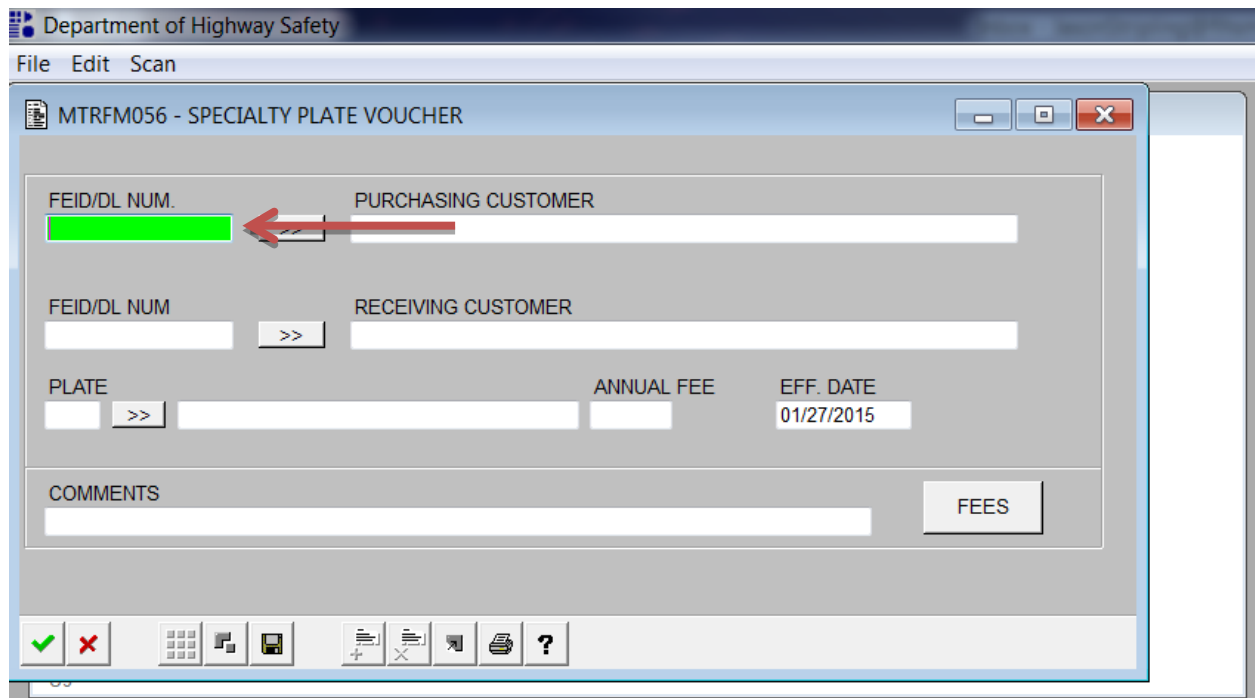 Department of Highway Safety
File Edit Scan
MTRFM056 - SPECIALTY PLATE VOUCHER
FEID/DL NUM. PURCHASING CUSTOMER
>>
FEID/DL NUM RECEIVING CUSTOMER
>>
PLATE ANNUAL FEE EFF. DATE
>> 01/27/2015
COMMENTS
FEES
?